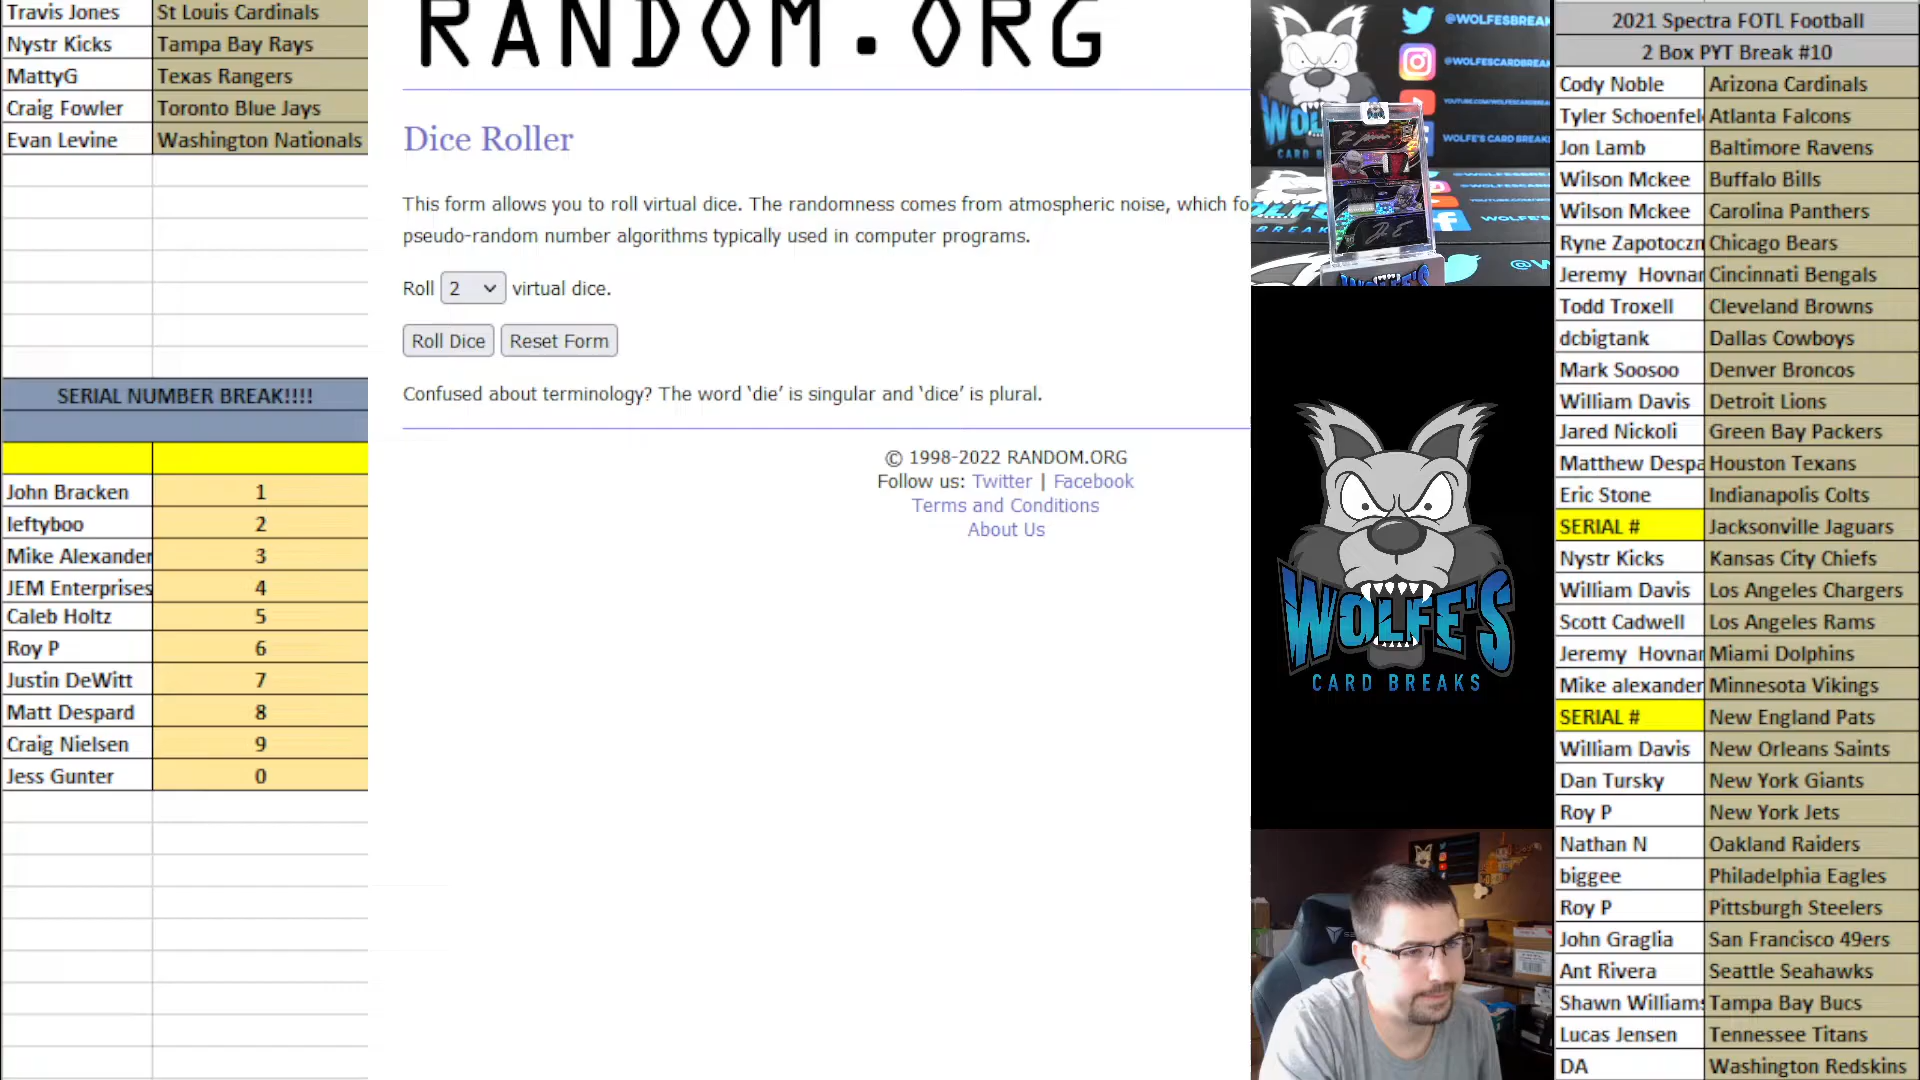 Travis Jones St Louis Cardinals
Nystr Kicks Tampa Bay Rays
MattyG Texas Rangers
Craig Fowler Toronto Blue Jays
Evan Levine Washington Nationals
SERIAL NUMBER BREAK!!!!
John Bracken 1
leftyboo 2
Mike Alexander 3
JEM Enterprises 4
Caleb Holtz 5
Roy P 6
Justin DeWitt 7
Matt Despard 8
Craig Nielsen 9
Jess Gunter 0
RANDOM.ORG
Dice Roller
This form allows you to roll virtual dice. The randomness comes from atmospheric noise, which fo
pseudo-random number algorithms typically used in computer programs.
Roll 2 virtual dice.
Roll Dice Reset Form
Confused about terminology? The word ‘die’ is singular and ‘dice’ is plural.
© 1998-2022 RANDOM.ORG
Follow us: Twitter | Facebook
Terms and Conditions
About Us
@WOLFESBREAK
@WOLFESCARDBREAK
YOUTUBE.COM/WOLFESCARDB
WOLFE'S CARD BREAKS
WOLFE'S
CARD BREAKS
2021 Spectra FOTL Football
2 Box PYT Break #10
Cody Noble Arizona Cardinals
Tyler Schoenfel Atlanta Falcons
Jon Lamb Baltimore Ravens
Wilson Mckee Buffalo Bills
Wilson Mckee Carolina Panthers
Ryne Zapotoczn Chicago Bears
Jeremy Hovnar Cincinnati Bengals
Todd Troxell Cleveland Browns
dcbigtank Dallas Cowboys
Mark Soosoo Denver Broncos
William Davis Detroit Lions
Jared Nickoli Green Bay Packers
Matthew Despa Houston Texans
Eric Stone Indianapolis Colts
SERIAL # Jacksonville Jaguars
Nystr Kicks Kansas City Chiefs
William Davis Los Angeles Chargers
Scott Cadwell Los Angeles Rams
Jeremy Hovnar Miami Dolphins
Mike alexander Minnesota Vikings
SERIAL # New England Pats
William Davis New Orleans Saints
Dan Tursky New York Giants
Roy P New York Jets
Nathan N Oakland Raiders
biggee Philadelphia Eagles
Roy P Pittsburgh Steelers
John Graglia San Francisco 49ers
Ant Rivera Seattle Seahawks
Shawn Williams Tampa Bay Bucs
Lucas Jensen Tennessee Titans
DA Washington Redskins